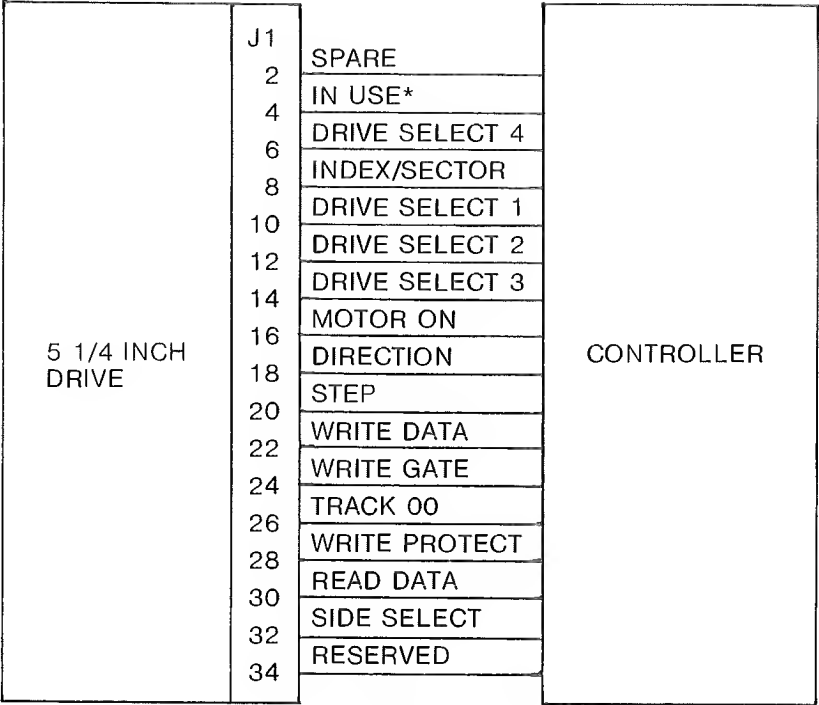 J1
SPARE
2
IN USE*
4
DRIVE SELECT 4
6
INDEX/SECTOR
8
DRIVE SELECT 1
10
DRIVE SELECT 2
12
DRIVE SELECT 3
14
MOTOR ON
16
5 1/4 INCH
DRIVE
DIRECTION
CONTROLLER
18
STEP
20
WRITE DATA
22
WRITE GATE
24
TRACK 00
26
WRITE PROTECT
28
READ DATA
30
SIDE SELECT
32
RESERVED
34